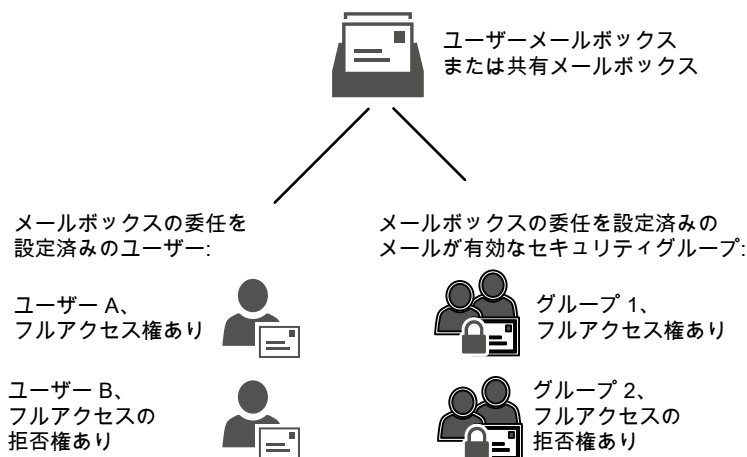 ユーザーメールボックス
または共有メールボックス
メールボックスの委任を
設定済みのユーザー:
ユーザー A、
フルアクセス権あり
ユーザー B、
フルアクセスの
拒否権あり
メールボックスの委任を設定済みの
メールが有効なセキュリティグループ:
グループ 1、
フルアクセス権あり
グループ 2、
フルアクセスの
拒否権あり